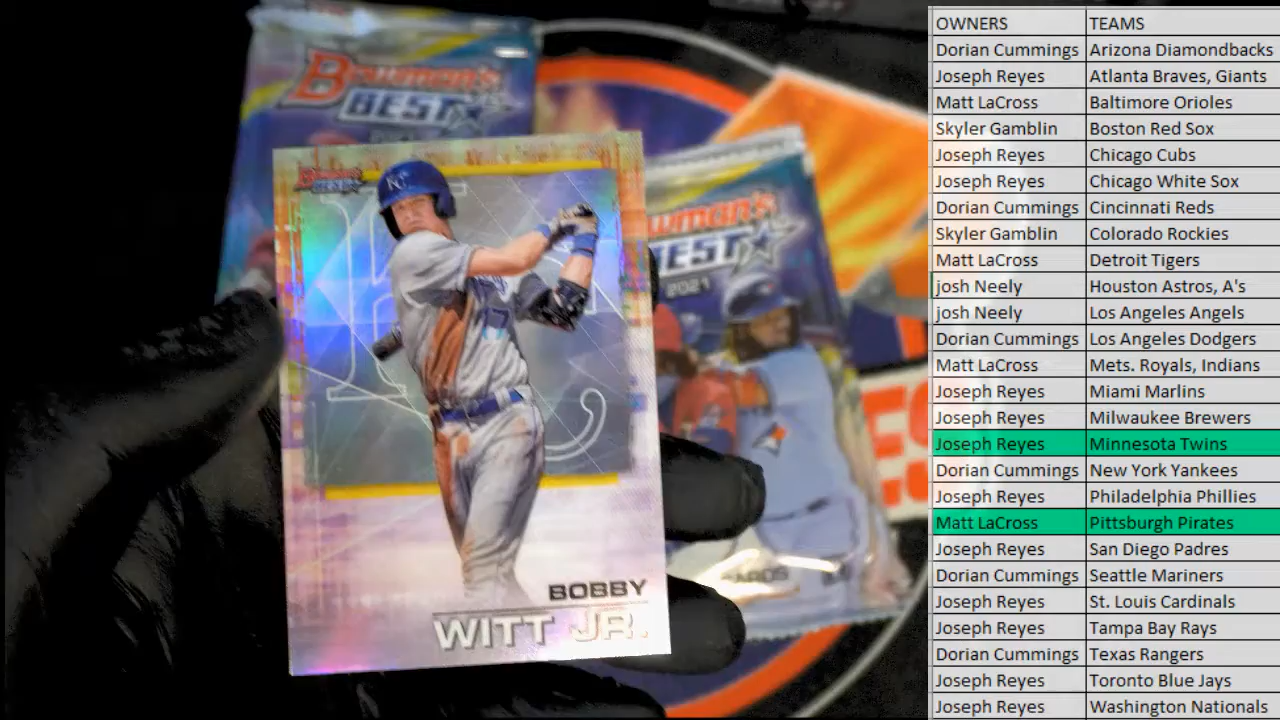 Bowman's
BEST
Bowman's
BEST
KC
17
BOBBY
WITT JR.
BEST
2021
CARDS
OWNERS TEAMS
Dorian Cummings Arizona Diamondbacks
Joseph Reyes Atlanta Braves, Giants
Matt LaCross Baltimore Orioles
Skyler Gamblin Boston Red Sox
Joseph Reyes Chicago Cubs
Joseph Reyes Chicago White Sox
Dorian Cummings Cincinnati Reds
Skyler Gamblin Colorado Rockies
Matt LaCross Detroit Tigers
josh Neely Houston Astros, A's
josh Neely Los Angeles Angels
Dorian Cummings Los Angeles Dodgers
Matt LaCross Mets. Royals, Indians
Joseph Reyes Miami Marlins
Joseph Reyes Milwaukee Brewers
Joseph Reyes Minnesota Twins
Dorian Cummings New York Yankees
Joseph Reyes Philadelphia Phillies
Matt LaCross Pittsburgh Pirates
Joseph Reyes San Diego Padres
Dorian Cummings Seattle Mariners
Joseph Reyes St. Louis Cardinals
Joseph Reyes Tampa Bay Rays
Dorian Cummings Texas Rangers
Joseph Reyes Toronto Blue Jays
Joseph Reyes Washington Nationals